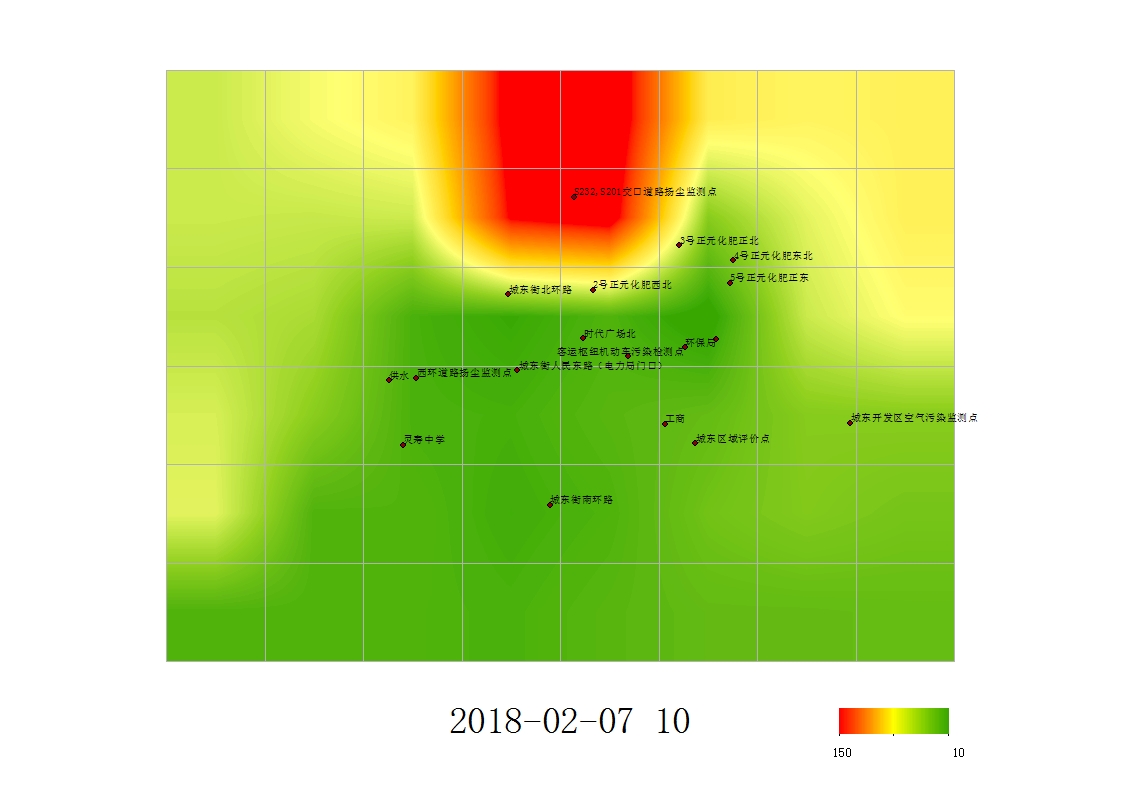 S232,S201交口道路扬尘监测点
3号正元化肥正北
4号正元化肥东北
5号正元化肥正东
2号正元化肥西北
城东街北环路
时代广场北
环保局
客运枢纽机动车污染检测点
城东街人民东路（电力局门口）
供水
西环道路扬尘监测点
工商
城东开发区空气污染监测点
灵寿中学
城东区域评价点
城东街南环路
2018-02-07 10
150
10